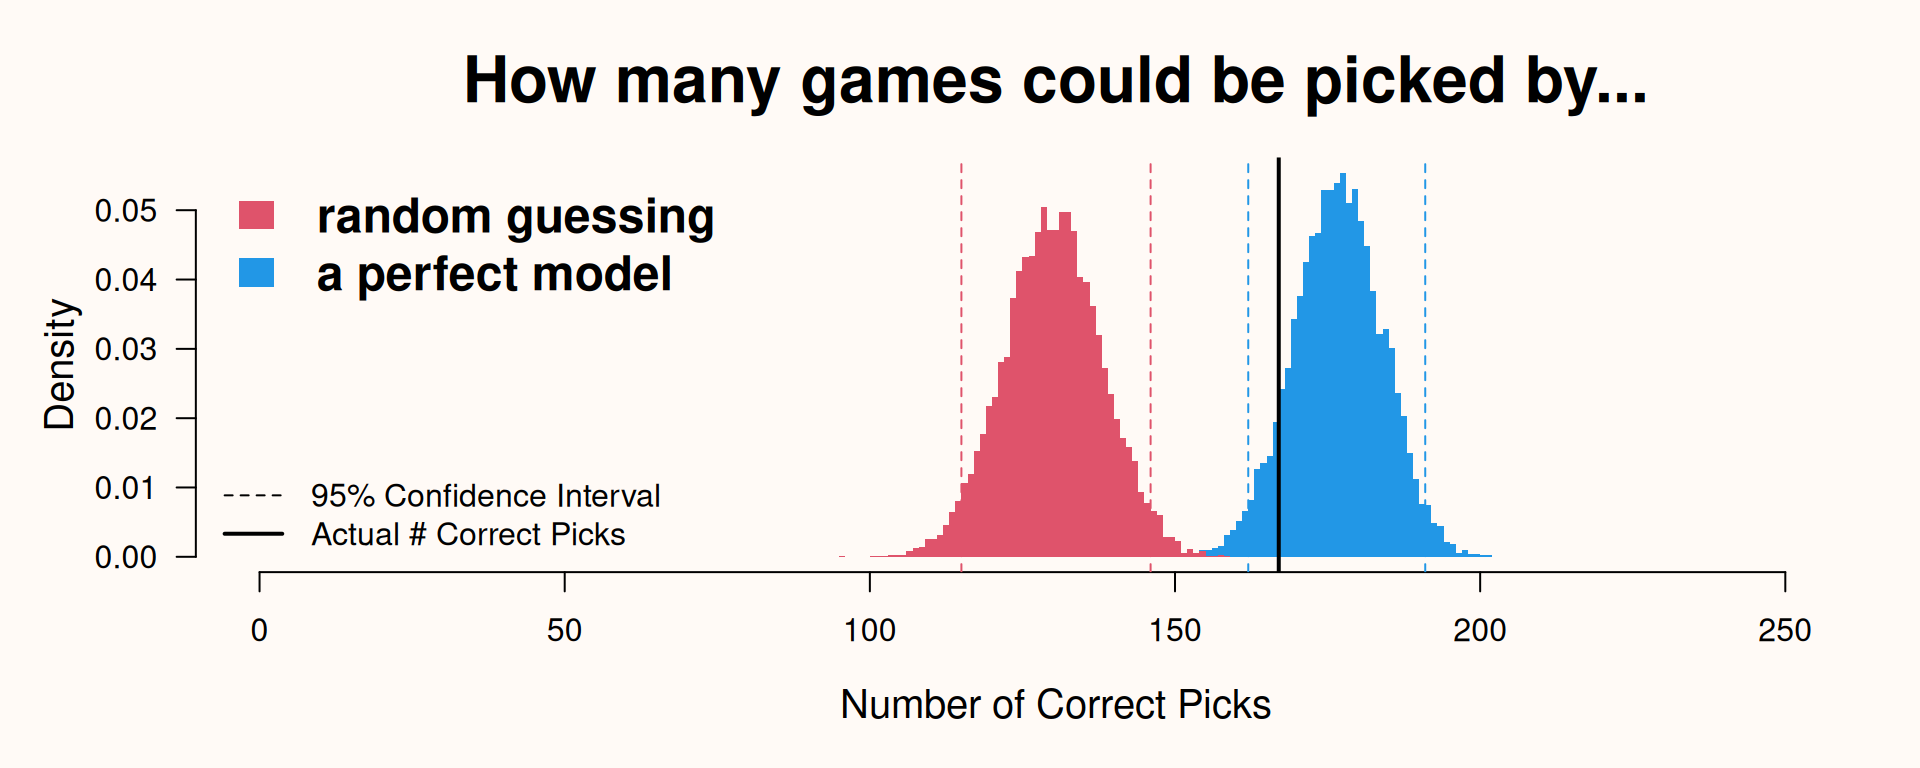 How many games could be picked by...
random guessing
a perfect model
Density
0.05
0.04
0.03
0.02
0.01
0.00
95% Confidence Interval
Actual # Correct Picks
0 50 100 150 200 250
Number of Correct Picks